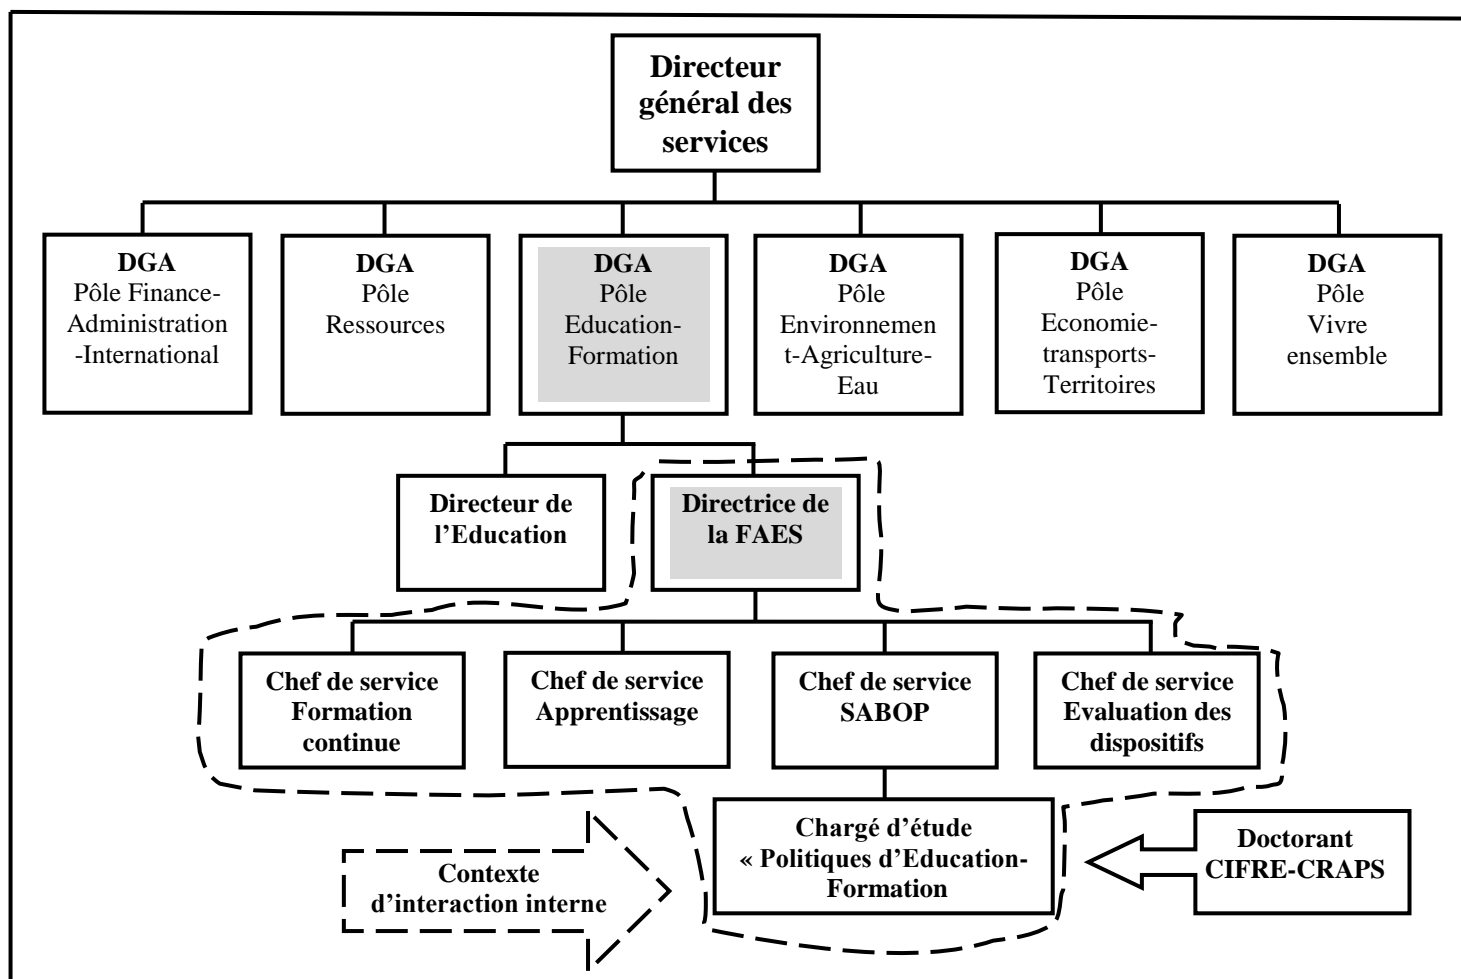 Directeur
général des
services
DGA
Pôle Finance-
Administration
-International
DGA
Pôle
Ressources
DGA
Pôle
Education-
Formation
DGA
Pôle
Environnemen
t-Agriculture-
Eau
DGA
Pôle
Economie-
transports-
Territoires
DGA
Pôle
Vivre
ensemble
Directeur de
l’Education
Directrice de
la FAES
Chef de service
Formation
continue
Chef de service
Apprentissage
Chef de service
SABOP
Chef de service
Evaluation des
dispositifs
Contexte
d’interaction interne
Chargé d’étude
« Politiques d’Education-
Formation
Doctorant
CIFRE-CRAPS